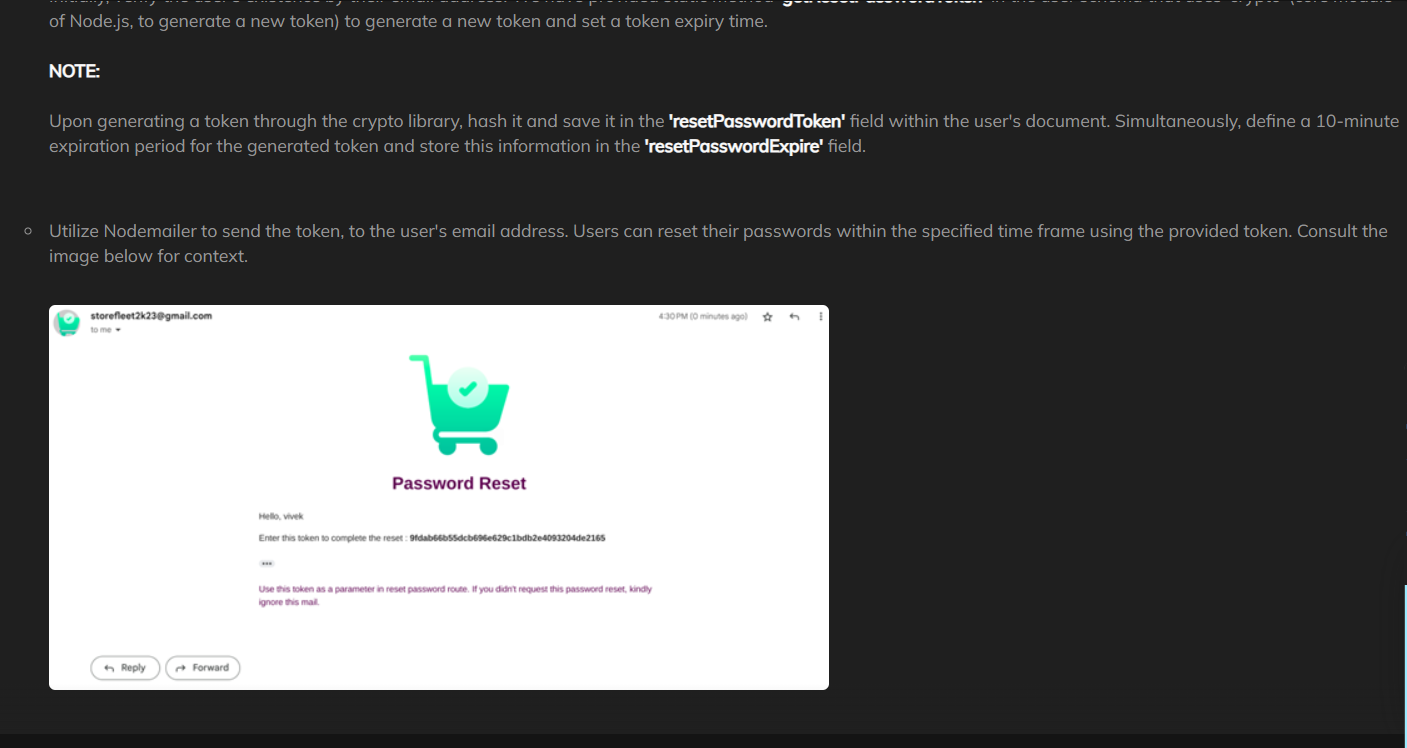 of Node.js, to generate a new token) to generate a new token and set a token expiry time.
NOTE:
Upon generating a token through the crypto library, hash it and save it in the 'resetPasswordToken' field within the user's document. Simultaneously, define a 10-minute
expiration period for the generated token and store this information in the 'resetPasswordExpire' field.
Utilize Nodemailer to send the token, to the user's email address. Users can reset their passwords within the specified time frame using the provided token. Consult the
image below for context.
storefleet2k23@gmail.com
4:30 PM (0 minutes ago)
to me
Password Reset
Hello, vivek
Enter this token to complete the reset : 9fdab66b55dcb696e629c1bdb2e4093204de2165
Use this token as a parameter in reset password route. If you didn't request this password reset, kindly
ignore this mail.
Reply
Forward